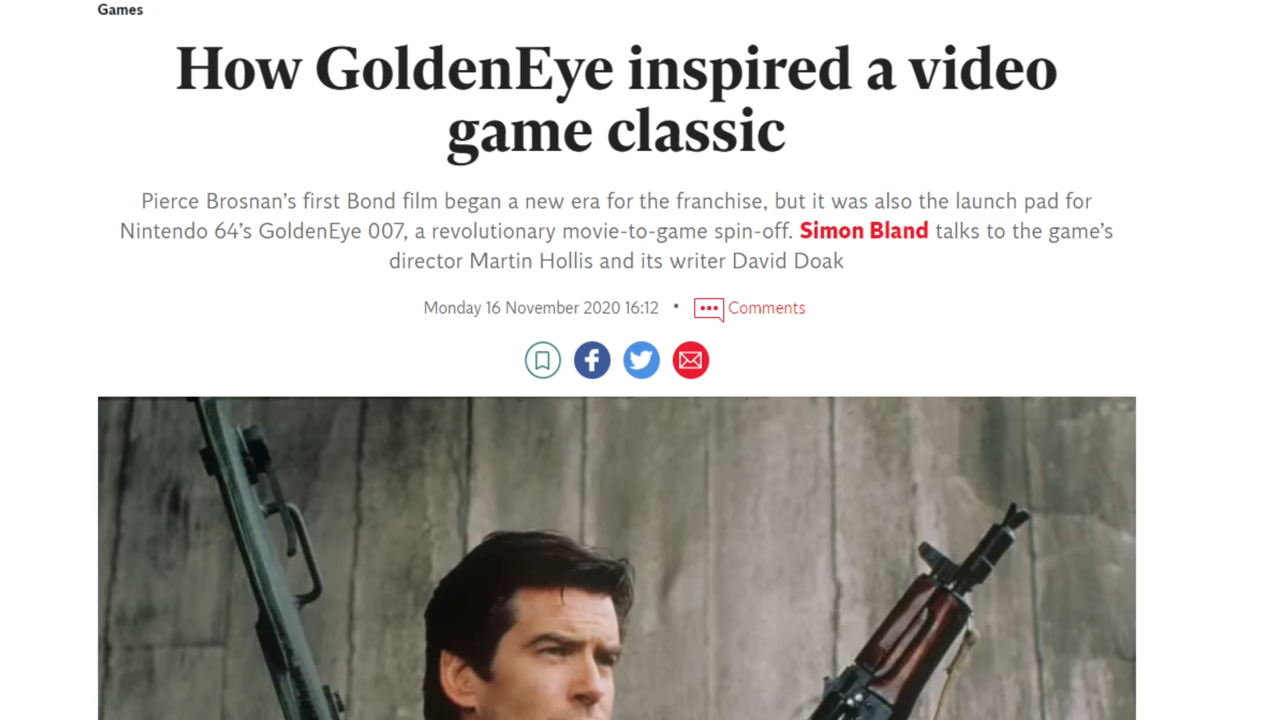 Games
How GoldenEye inspired a video
game classic
Pierce Brosnan’s first Bond film began a new era for the franchise, but it was also the launch pad for
Nintendo 64’s GoldenEye 007, a revolutionary movie-to-game spin-off. Simon Bland talks to the game’s
director Martin Hollis and its writer David Doak
Monday 16 November 2020 16:12 • Comments